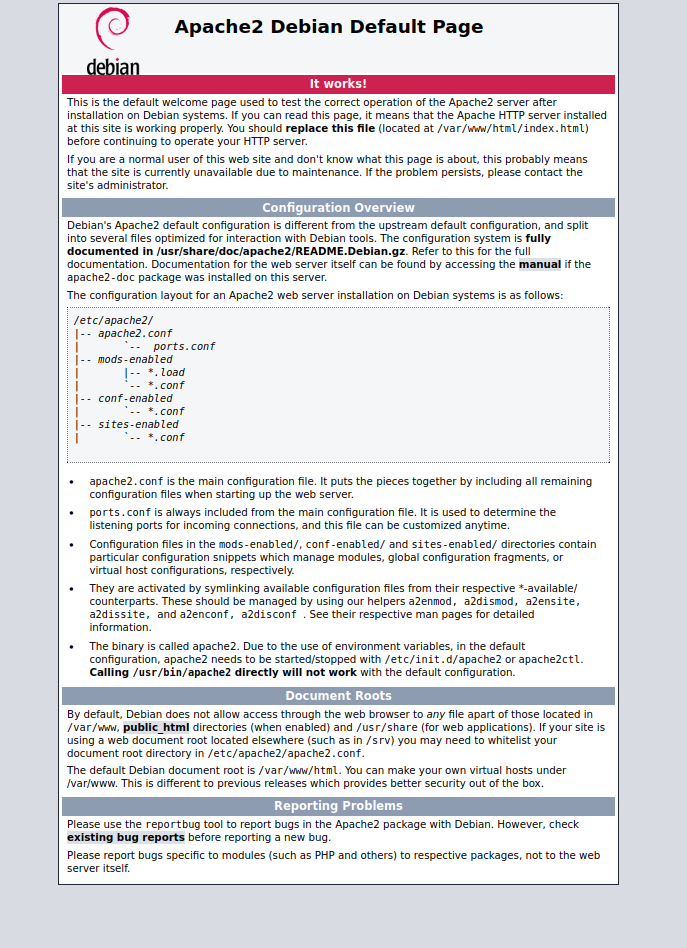 debian
Apache2 Debian Default Page
It works!
This is the default welcome page used to test the correct operation of the Apache2 server after
installation on Debian systems. If you can read this page, it means that the Apache HTTP server installed
at this site is working properly. You should replace this file (located at /var/www/html/index.html)
before continuing to operate your HTTP server.
If you are a normal user of this web site and don't know what this page is about, this probably means
that the site is currently unavailable due to maintenance. If the problem persists, please contact the
site's administrator.
Configuration Overview
Debian's Apache2 default configuration is different from the upstream default configuration, and split
into several files optimized for interaction with Debian tools. The configuration system is fully
documented in /usr/share/doc/apache2/README.Debian.gz. Refer to this for the full
documentation. Documentation for the web server itself can be found by accessing the manual if the
apache2-doc package was installed on this server.
The configuration layout for an Apache2 web server installation on Debian systems is as follows:
/etc/apache2/
|-- apache2.conf
|       `--  ports.conf
|-- mods-enabled
|       |-- *.load
|       `-- *.conf
|-- conf-enabled
|       `-- *.conf
|-- sites-enabled
|       `-- *.conf
• apache2.conf is the main configuration file. It puts the pieces together by including all remaining
configuration files when starting up the web server.
• ports.conf is always included from the main configuration file. It is used to determine the
listening ports for incoming connections, and this file can be customized anytime.
• Configuration files in the mods-enabled/, conf-enabled/ and sites-enabled/ directories contain
particular configuration snippets which manage modules, global configuration fragments, or
virtual host configurations, respectively.
• They are activated by symlinking available configuration files from their respective *-available/
counterparts. These should be managed by using our helpers a2enmod, a2dismod, a2ensite,
a2dissite, and a2enconf, a2disconf . See their respective man pages for detailed
information.
• The binary is called apache2. Due to the use of environment variables, in the default
configuration, apache2 needs to be started/stopped with /etc/init.d/apache2 or apache2ctl.
Calling /usr/bin/apache2 directly will not work with the default configuration.
Document Roots
By default, Debian does not allow access through the web browser to any file apart of those located in
/var/www, public_html directories (when enabled) and /usr/share (for web applications). If your site is
using a web document root located elsewhere (such as in /srv) you may need to whitelist your
document root directory in /etc/apache2/apache2.conf.
The default Debian document root is /var/www/html. You can make your own virtual hosts under
/var/www. This is different to previous releases which provides better security out of the box.
Reporting Problems
Please use the reportbug tool to report bugs in the Apache2 package with Debian. However, check
existing bug reports before reporting a new bug.
Please report bugs specific to modules (such as PHP and others) to respective packages, not to the web
server itself.